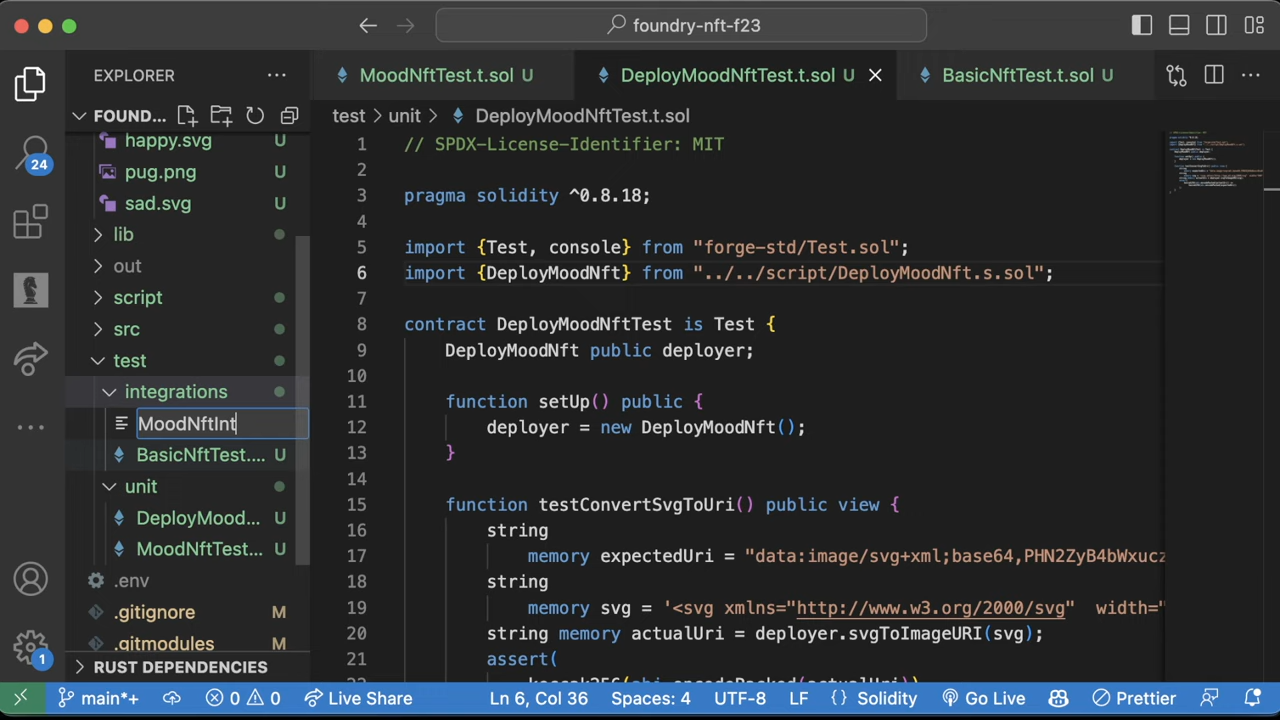 foundry-nft-f23
EXPLORER
MoodNftTest.t.sol U
DeployMoodNftTest.t.sol U
BasicNftTest.t.sol U
FOUND...
test > unit > DeployMoodNftTest.t.sol
happy.svg U
pug.png U
sad.svg U
lib
out
script
src
test
integrations
MoodNftInt
BasicNftTest.... U
unit
DeployMood... U
MoodNftTest... U
.env
.gitignore M
.gitmodules M
RUST DEPENDENCIES
24
1
1 // SPDX-License-Identifier: MIT
2
3 pragma solidity ^0.8.18;
4
5 import {Test, console} from "forge-std/Test.sol";
6 import {DeployMoodNft} from "../../script/DeployMoodNft.s.sol";
7
8 contract DeployMoodNftTest is Test {
9 DeployMoodNft public deployer;
10
11 function setUp() public {
12 deployer = new DeployMoodNft();
13 }
14
15 function testConvertSvgToUri() public view {
16 string
17 memory expectedUri = "data:image/svg+xml;base64,PHN2ZyB4bWxucz
18 string
19 memory svg = '<svg xmlns="http://www.w3.org/2000/svg" width="
20 string memory actualUri = deployer.svgToImageURI(svg);
21 assert(
main*+
0
0
Live Share
Ln 6, Col 36
Spaces: 4
UTF-8
LF
{} Solidity
Go Live
Prettier